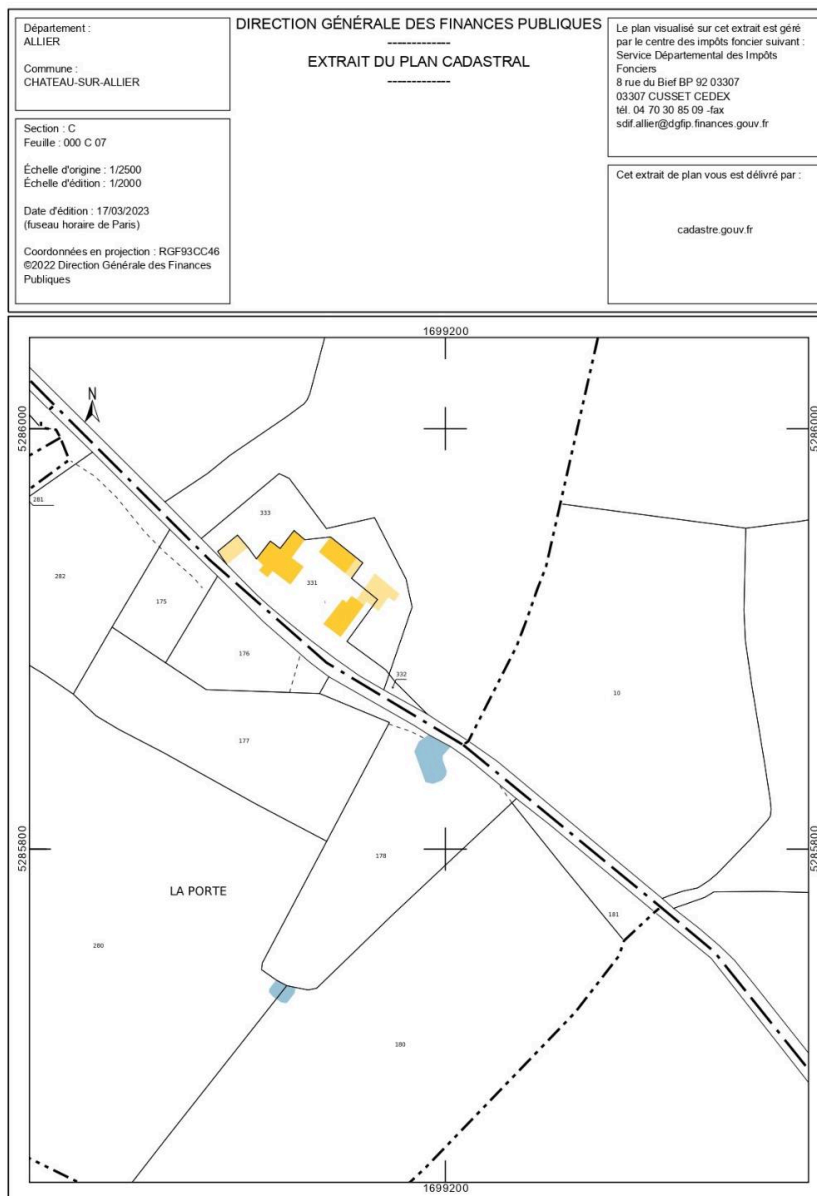 Département :
ALLIER
Commune :
CHATEAU-SUR-ALLIER
Section : C
Feuille : 000 C 07
Échelle d'origine : 1/2500
Échelle d'édition : 1/2000
Date d'édition : 17/03/2023
(fuseau horaire de Paris)
Coordonnées en projection : RGF93CC46
©2022 Direction Générale des Finances
Publiques
DIRECTION GÉNÉRALE DES FINANCES PUBLIQUES
-------------
EXTRAIT DU PLAN CADASTRAL
-------------
Le plan visualisé sur cet extrait est géré
par le centre des impôts foncier suivant :
Service Départemental des Impôts
Fonciers
8 rue du Bief BP 92 03307
03307 CUSSET CEDEX
tél. 04 70 30 85 09 -fax
sdif.allier@dgfip.finances.gouv.fr
Cet extrait de plan vous est délivré par :
cadastre.gouv.fr
1699200
N
5286000
5286000
281
333
282
331
175
176
332
10
177
5285800
5285800
178
LA PORTE
181
280
180
1699200